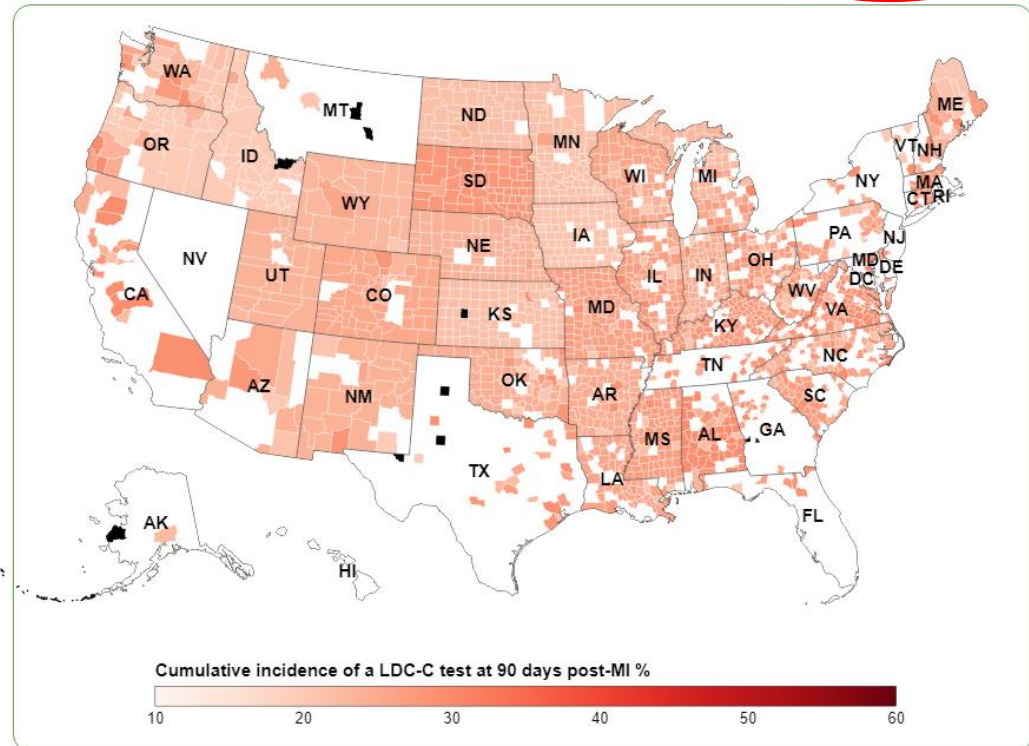 WA
MT
ND
ME
OR
MN
VT
NH
ID
SD
WI
MI
MA
NY
CT
RI
WY
IA
PA
NJ
NE
NV
OH
MD
DE
UT
IL
IN
DC
CA
CO
WV
KS
MD
VA
KY
NC
OK
TN
AZ
NM
AR
SC
MS
AL
GA
TX
LA
FL
AK
HI
Cumulative incidence of a LDC-C test at 90 days post-MI %
10 20 30 40 50 60